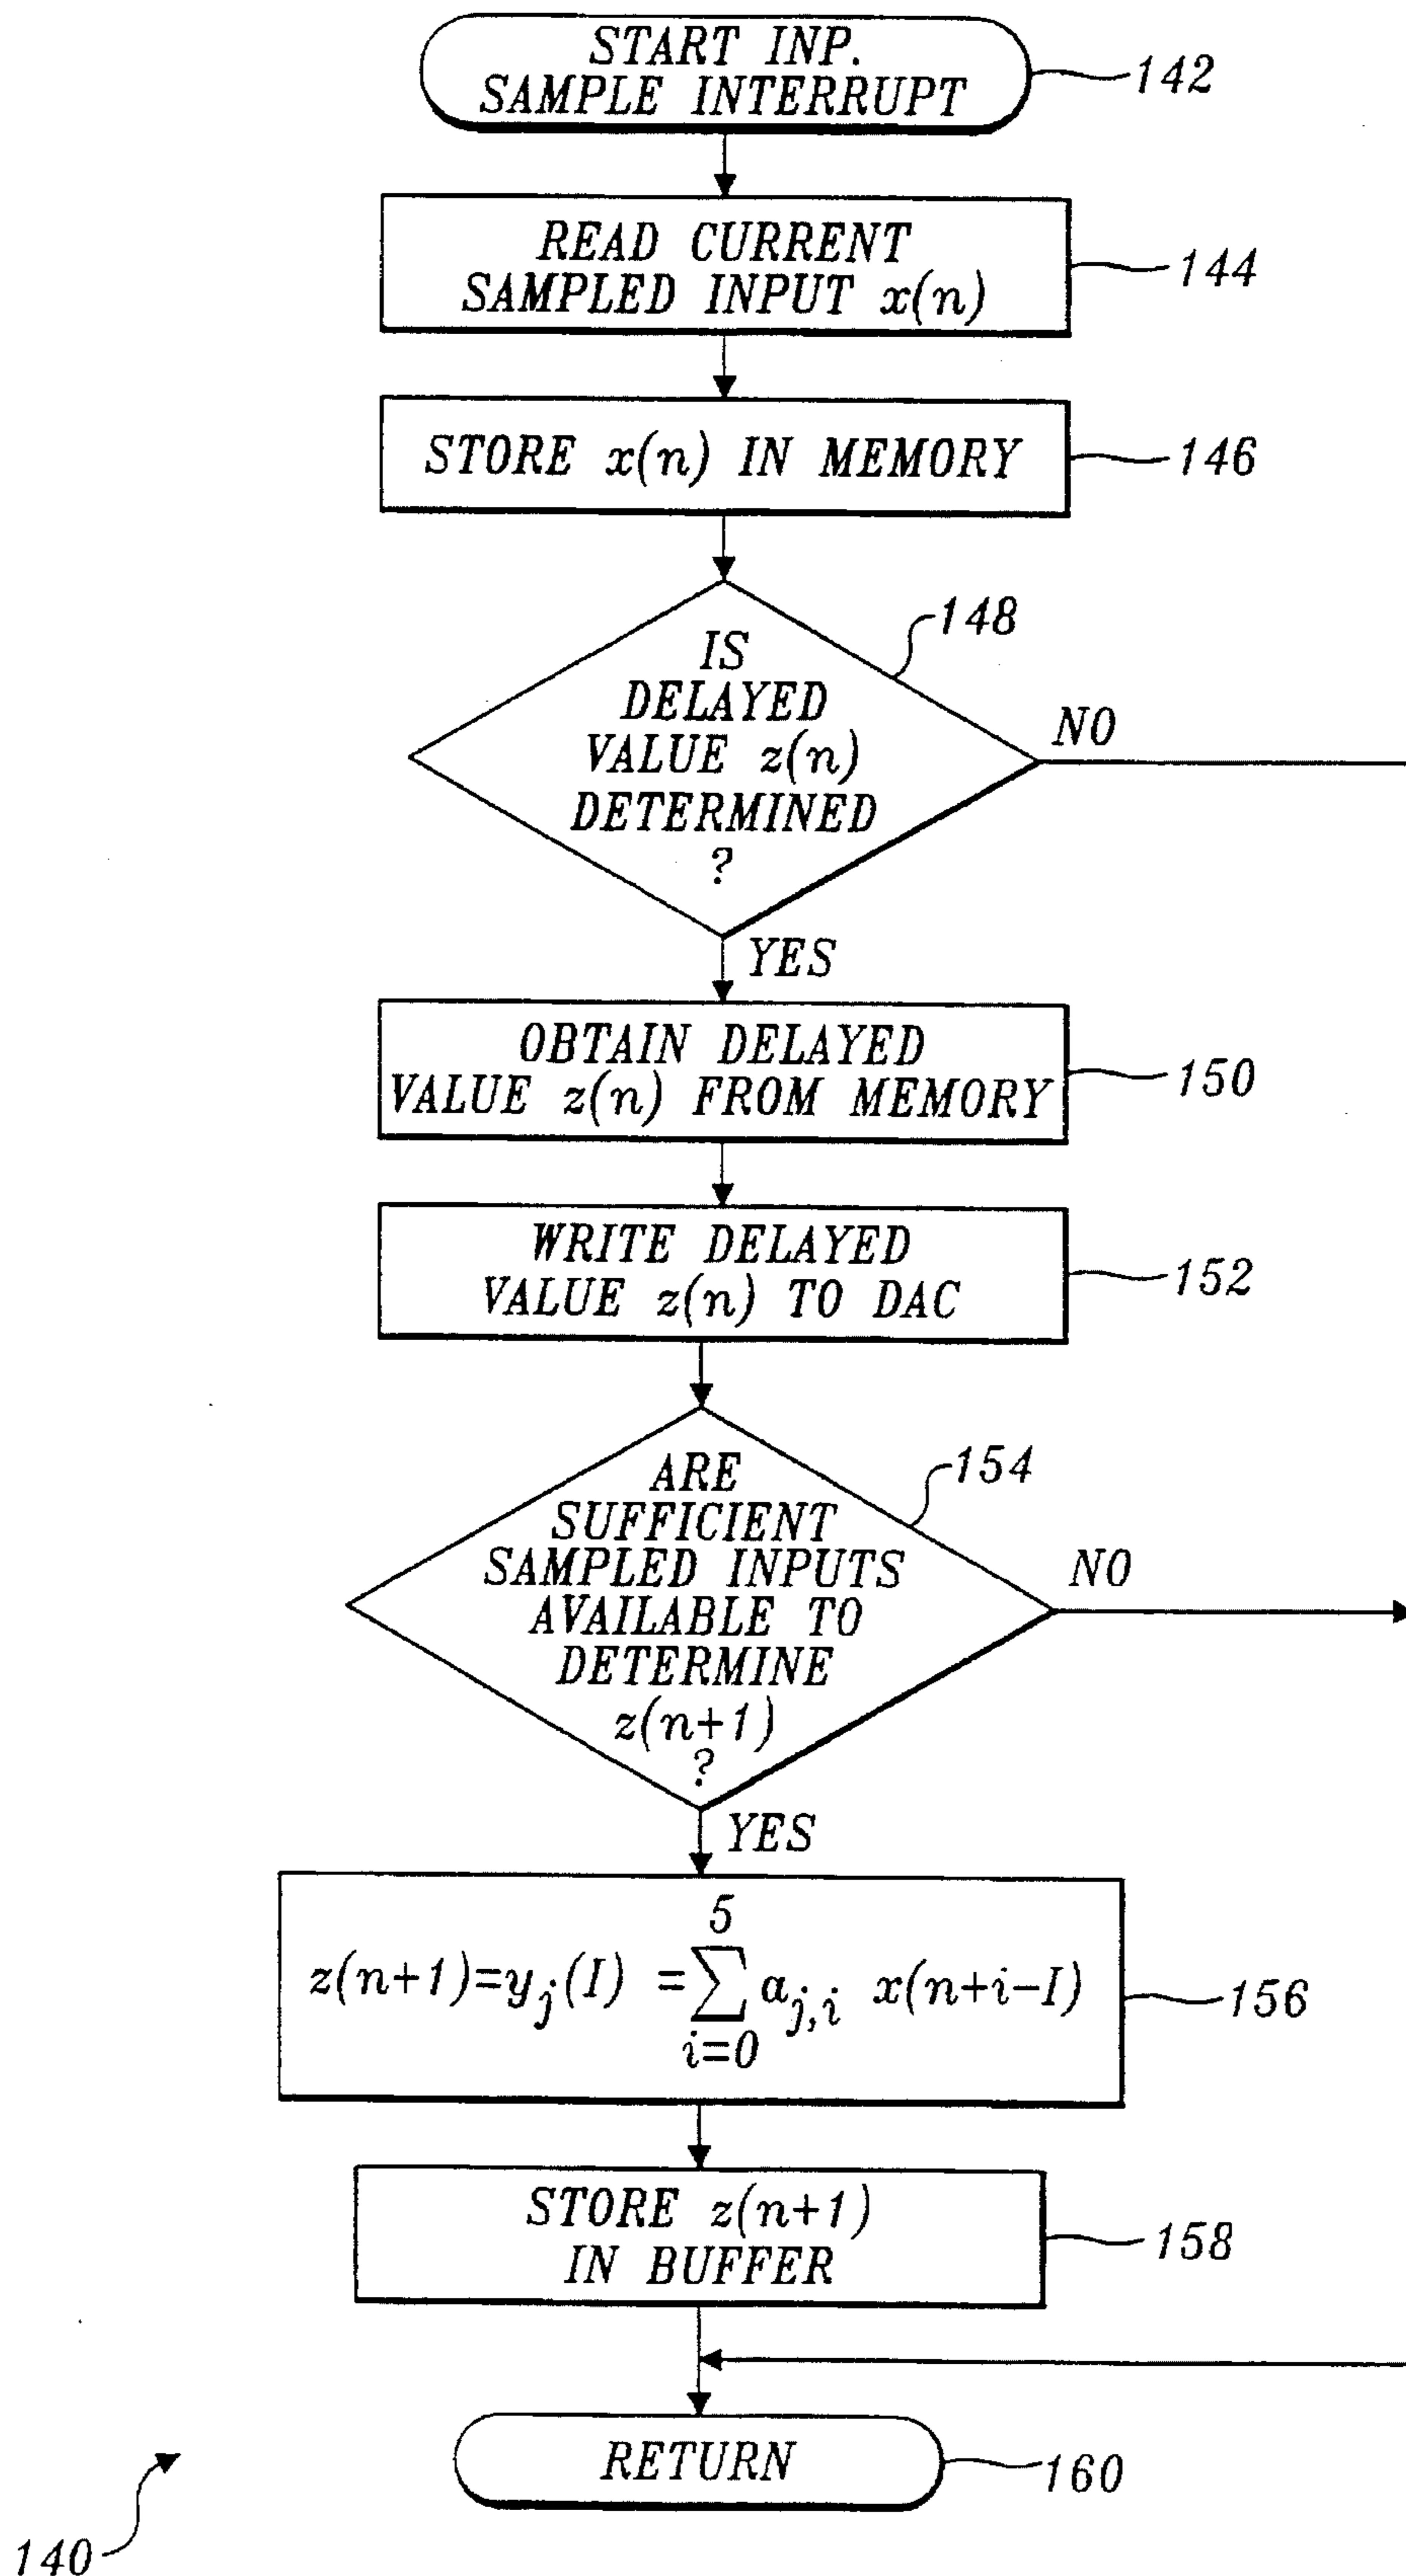 START INP.
SAMPLE INTERRUPT
142
READ CURRENT
SAMPLED INPUT x(n)
144
STORE x(n) IN MEMORY
146
148
IS
DELAYED
VALUE z(n)
DETERMINED
?
NO
YES
OBTAIN DELAYED
VALUE z(n) FROM MEMORY
150
WRITE DELAYED
VALUE z(n) TO DAC
152
154
ARE
SUFFICIENT
SAMPLED INPUTS
AVAILABLE TO
DETERMINE
z(n+1)
?
NO
YES
5
z(n+1)=y_j(I) =∑ a_{j,i} x(n+i-I)
i=0
156
STORE z(n+1)
IN BUFFER
158
RETURN
160
140